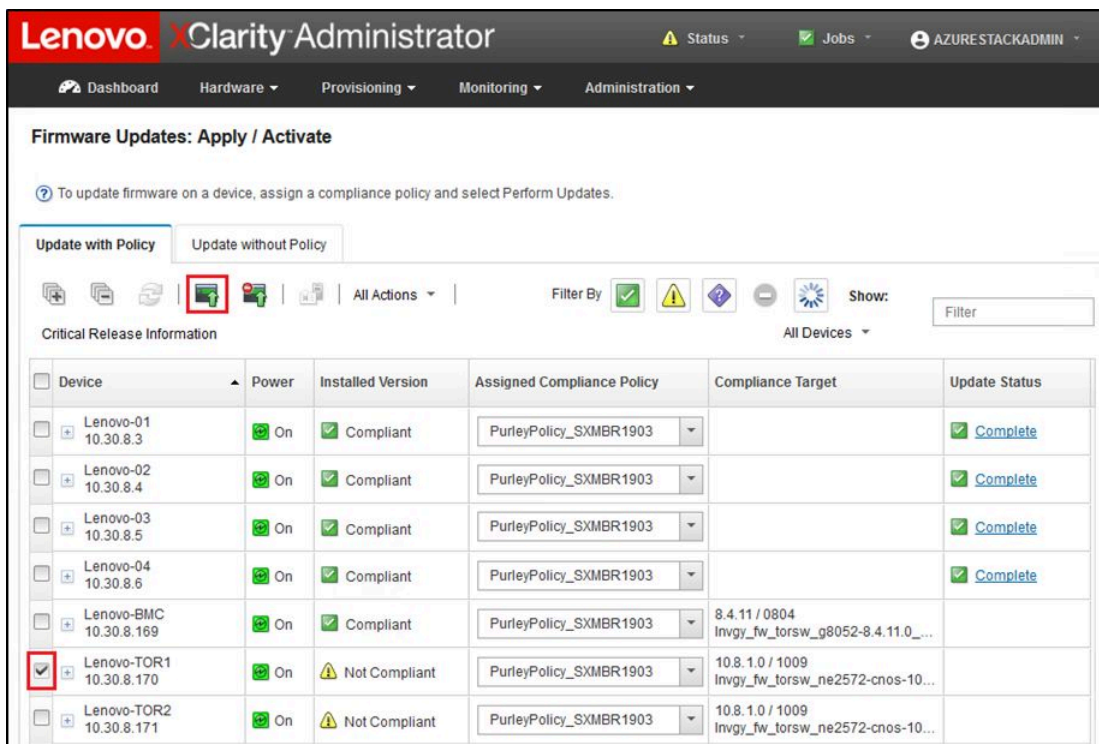 Lenovo. XClarity Administrator Status Jobs AZURESTACKADMIN
Dashboard Hardware Provisioning Monitoring Administration
Firmware Updates: Apply / Activate
? To update firmware on a device, assign a compliance policy and select Perform Updates.
Update with Policy Update without Policy
All Actions Filter By Show: Filter
Critical Release Information All Devices
Device Power Installed Version Assigned Compliance Policy Compliance Target Update Status
Lenovo-01
10.30.8.3 On Compliant PurleyPolicy_SXMBR1903 Complete
Lenovo-02
10.30.8.4 On Compliant PurleyPolicy_SXMBR1903 Complete
Lenovo-03
10.30.8.5 On Compliant PurleyPolicy_SXMBR1903 Complete
Lenovo-04
10.30.8.6 On Compliant PurleyPolicy_SXMBR1903 Complete
Lenovo-BMC On Compliant PurleyPolicy_SXMBR1903 8.4.11 / 0804
10.30.8.169 lnvgy_fw_torsw_g8052-8.4.11.0_...
Lenovo-TOR1 On Not Compliant PurleyPolicy_SXMBR1903 10.8.1.0 / 1009
10.30.8.170 lnvgy_fw_torsw_ne2572-cnos-10...
Lenovo-TOR2 On Not Compliant PurleyPolicy_SXMBR1903 10.8.1.0 / 1009
10.30.8.171 lnvgy_fw_torsw_ne2572-cnos-10...